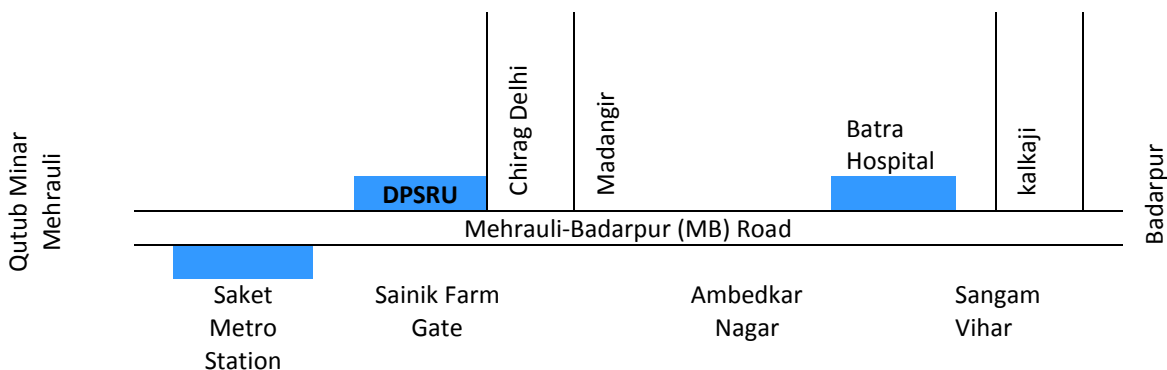 Qutub Minar
Mehrauli
DPSRU
Chirag Delhi
Madangir
Batra
Hospital
kalkaji
Badarpur
Mehrauli-Badarpur (MB) Road
Saket
Metro
Station
Sainik Farm
Gate
Ambedkar
Nagar
Sangam
Vihar